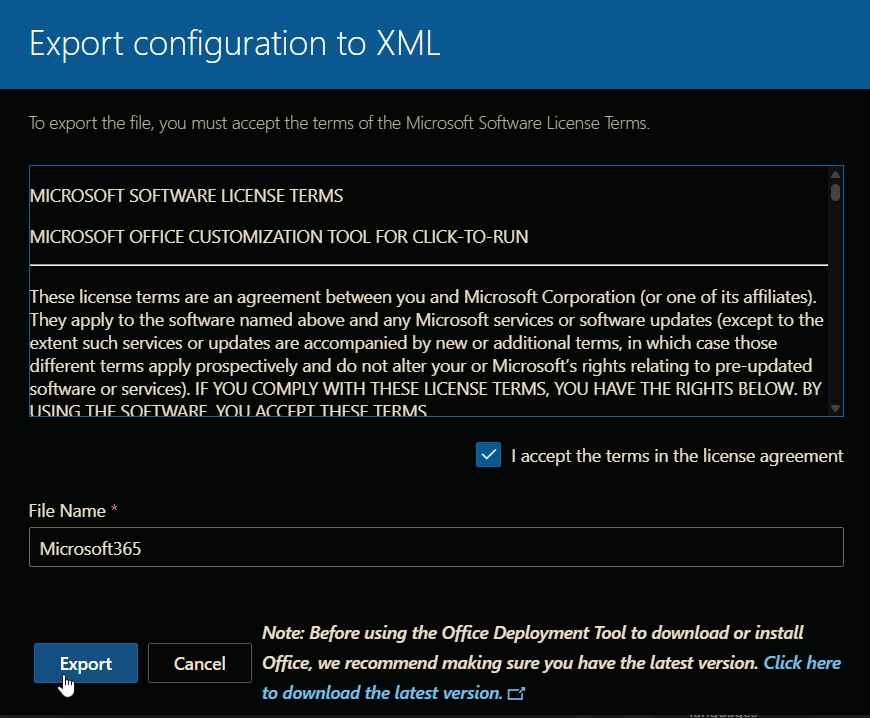 Export configuration to XML
To export the file, you must accept the terms of the Microsoft Software License Terms.
MICROSOFT SOFTWARE LICENSE TERMS
MICROSOFT OFFICE CUSTOMIZATION TOOL FOR CLICK-TO-RUN
These license terms are an agreement between you and Microsoft Corporation (or one of its affiliates).
They apply to the software named above and any Microsoft services or software updates (except to the
extent such services or updates are accompanied by new or additional terms, in which case those
different terms apply prospectively and do not alter your or Microsoft's rights relating to pre-updated
software or services). IF YOU COMPLY WITH THESE LICENSE TERMS, YOU HAVE THE RIGHTS BELOW. BY
USING THE SOFTWARE, YOU ACCEPT THESE TERMS.
I accept the terms in the license agreement
File Name *
Microsoft365
Export
Cancel
Note: Before using the Office Deployment Tool to download or install
Office, we recommend making sure you have the latest version. Click here
to download the latest version.
languages